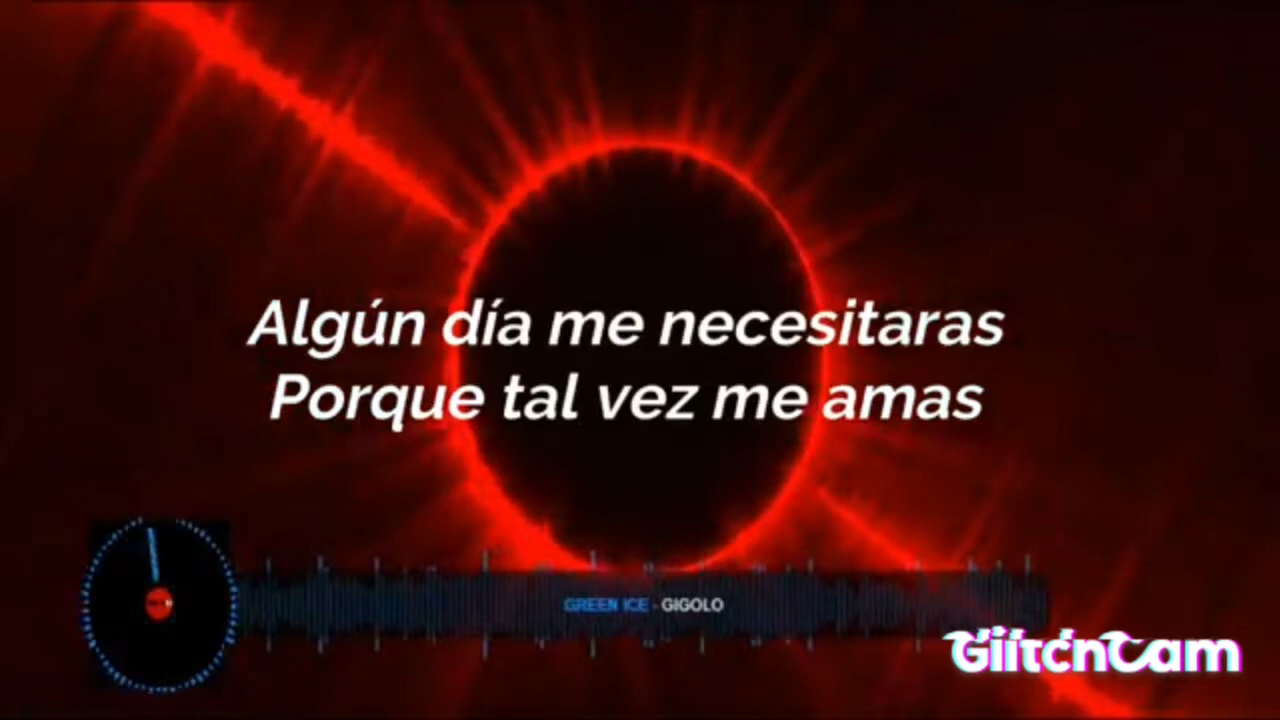 Algún día me necesitaras
Porque tal vez me amas
GREEN ICE - GIGOLO
GlitchCam